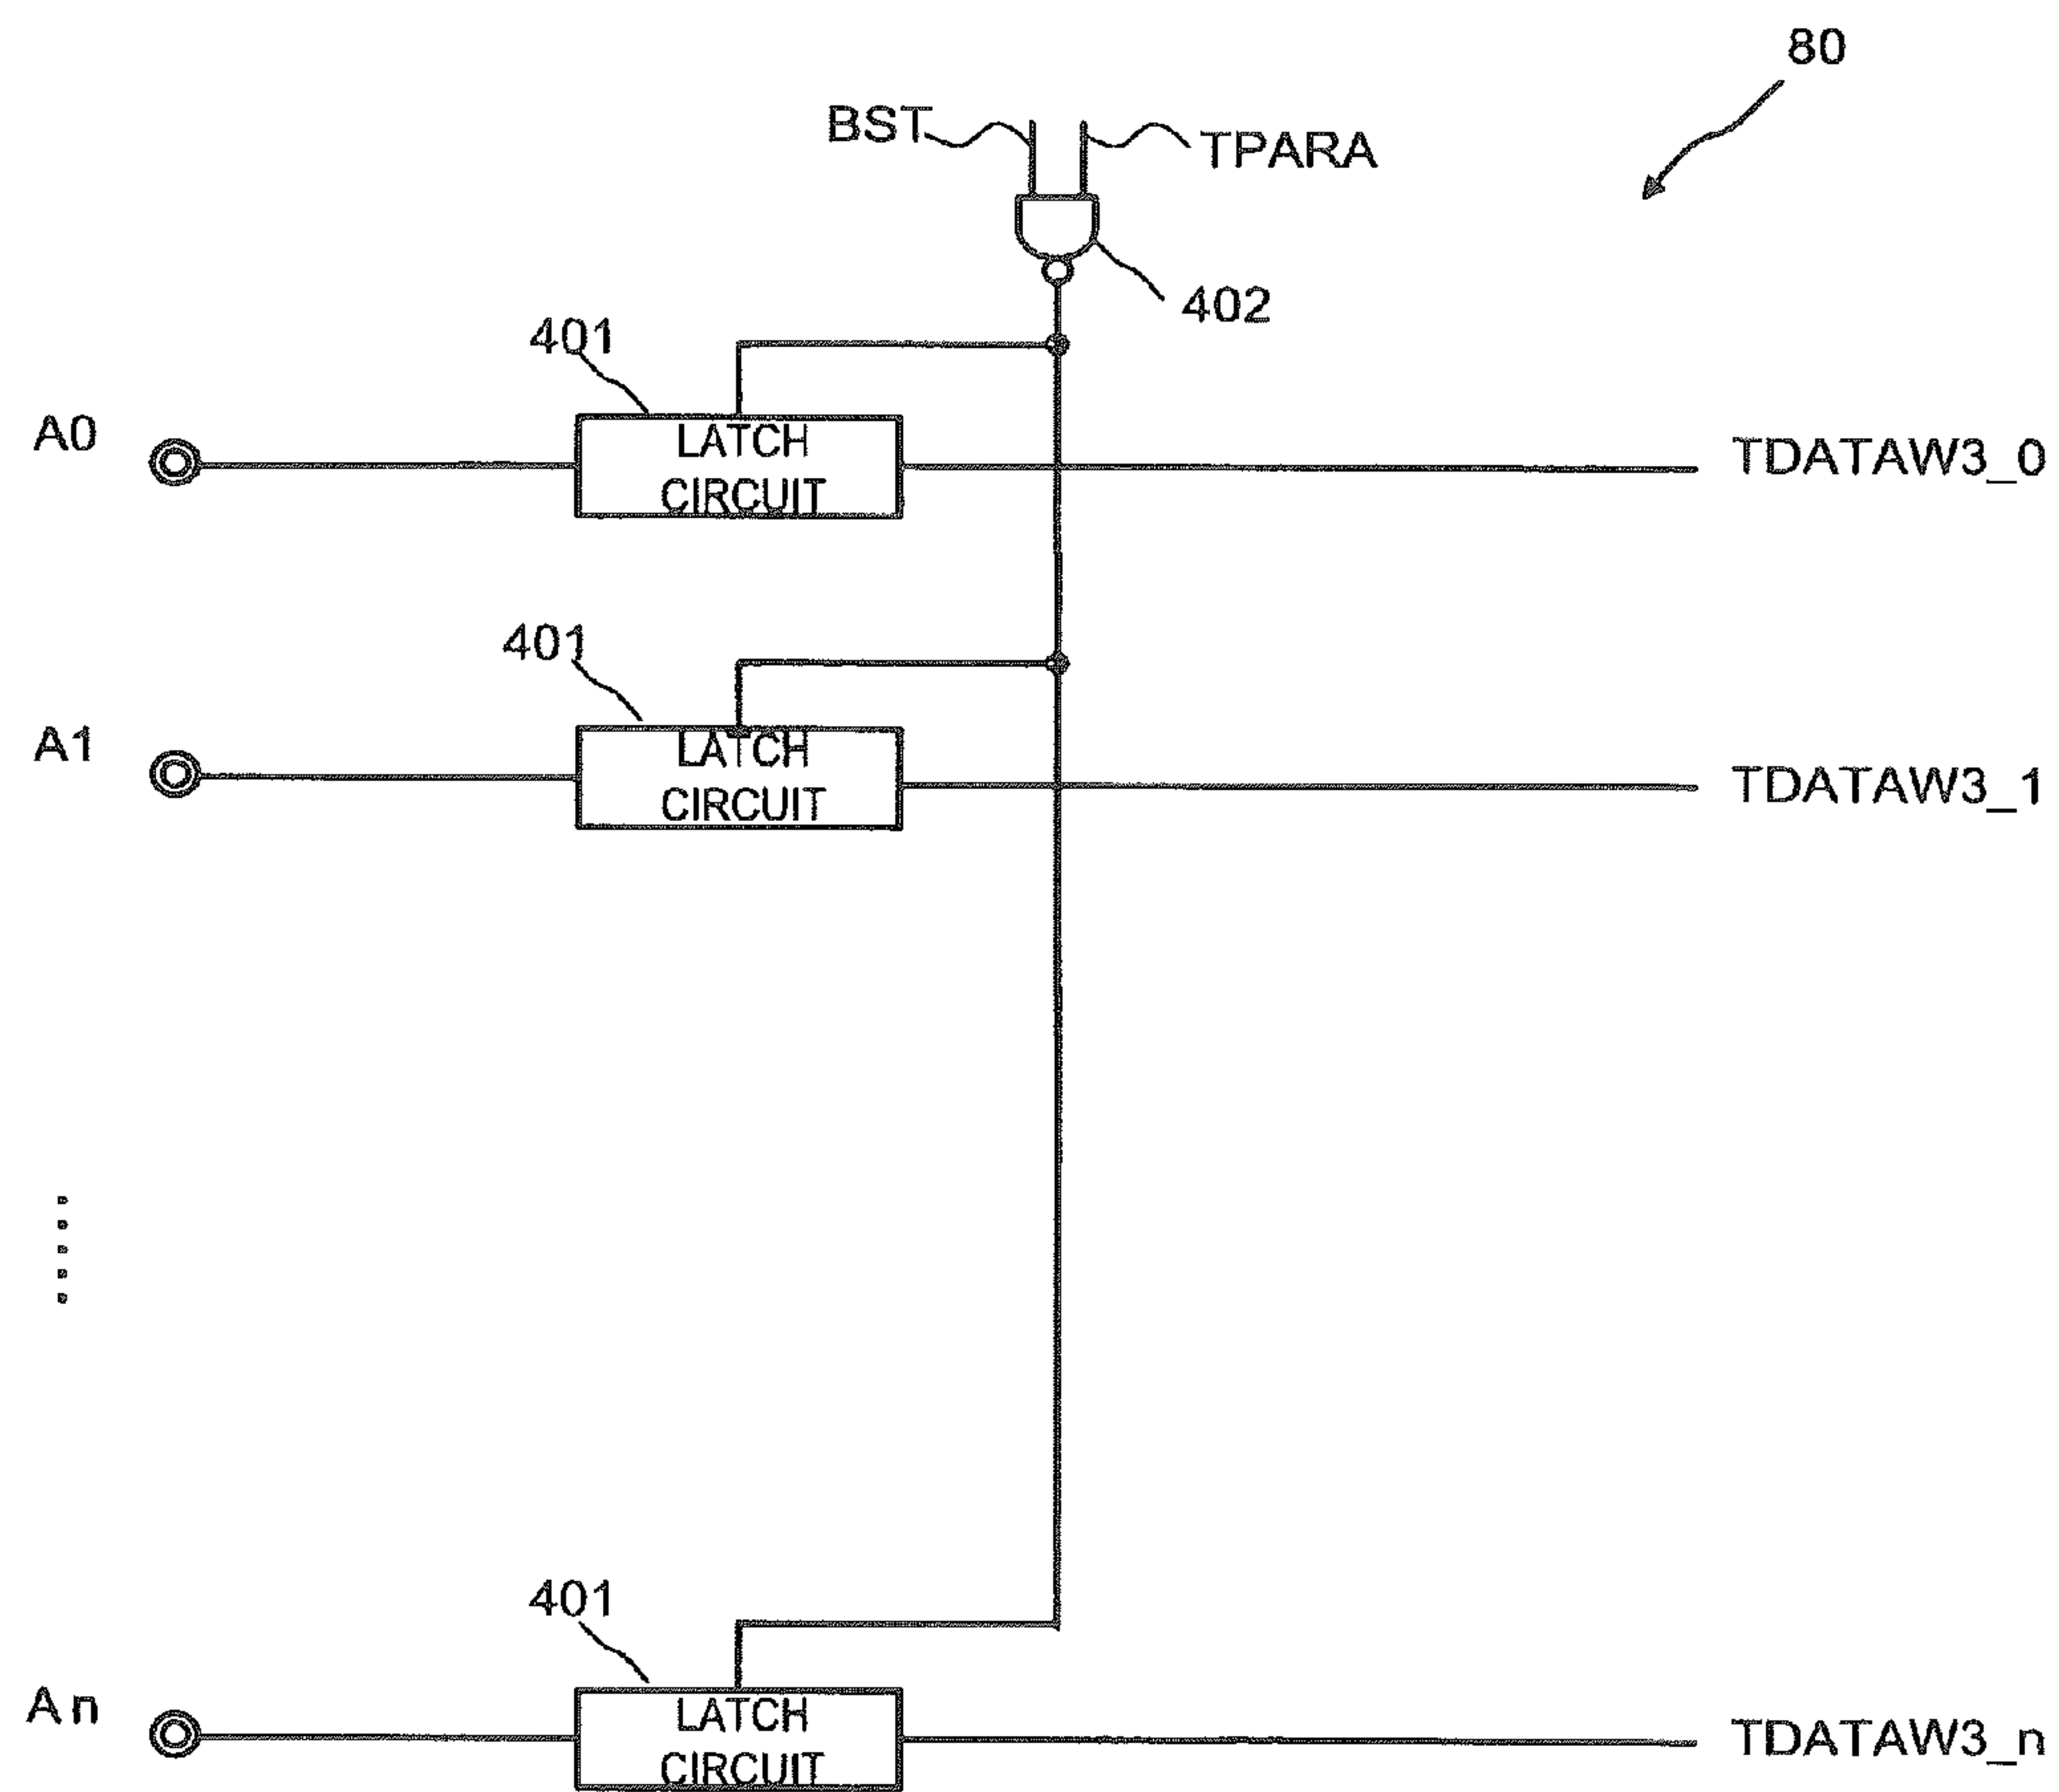 80
BST
TPARA
402
401
A0
LATCH
CIRCUIT
TDATAW3_0
401
A1
LATCH
CIRCUIT
TDATAW3_1
401
An
LATCH
CIRCUIT
TDATAW3_n